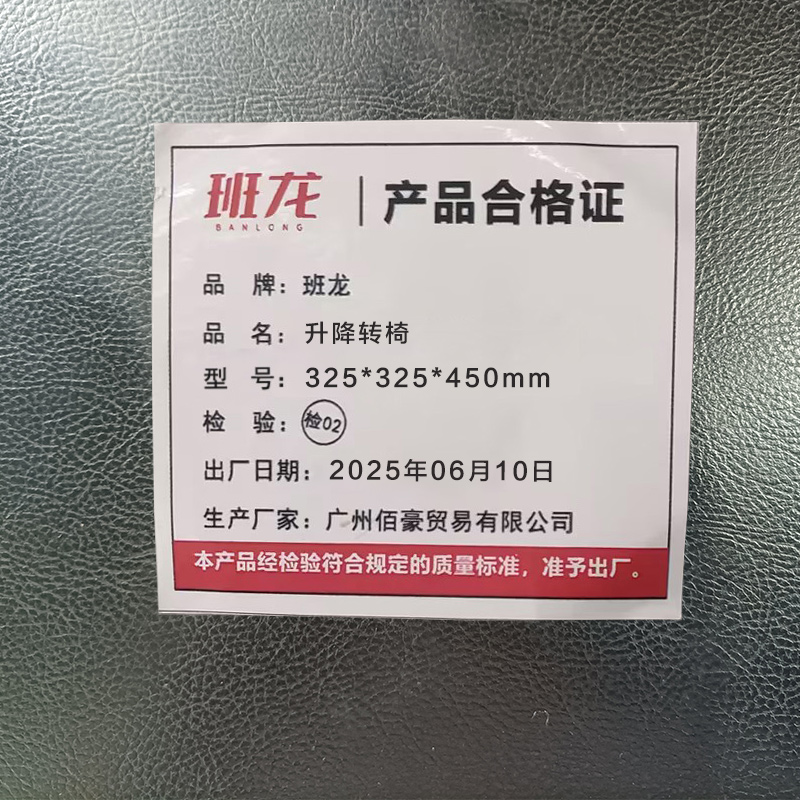 班龙 | 产品合格证
BANLONG
品 牌：班龙
品 名：升降转椅
型 号：325*325*450mm
检 验：检02
出厂日期：2025年06月10日
生产厂家：广州佰豪贸易有限公司
本产品经检验符合规定的质量标准，准予出厂。